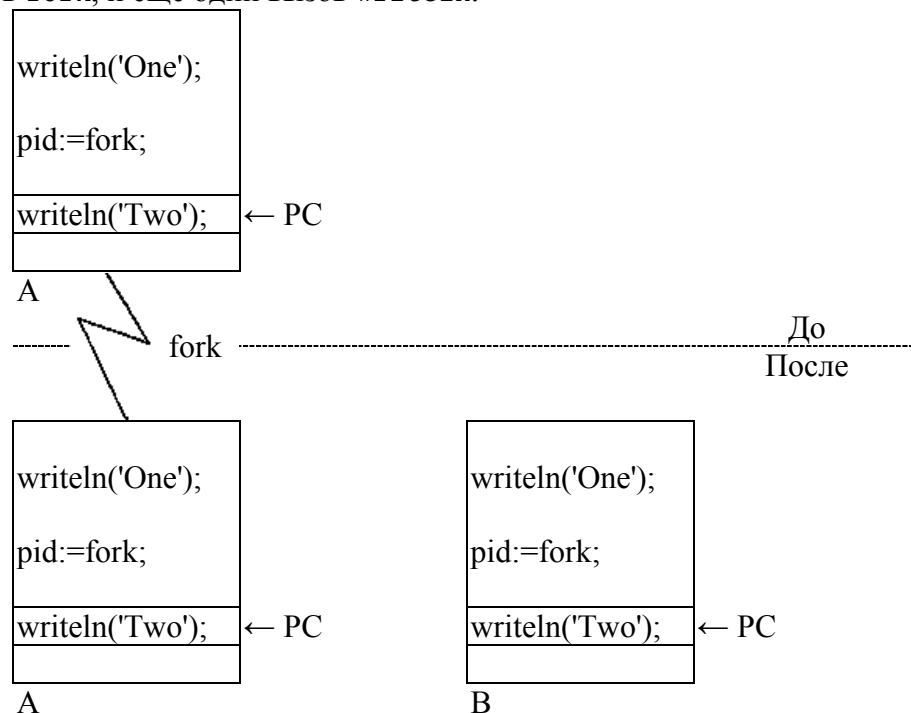 writeln('One');
pid:=fork;
writeln('Two'); ← PC
A
fork
До
После
writeln('One'); writeln('One');
pid:=fork; pid:=fork;
writeln('Two'); ← PC writeln('Two'); ← PC
A B